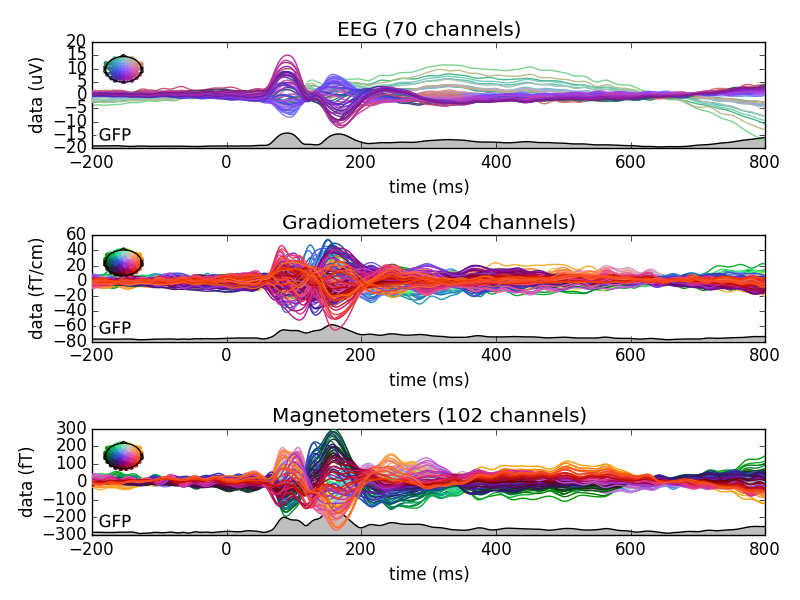 EEG (70 channels)
data (uV)
20
15
10
5
0
−5
−10
−15
−20
GFP
−200 0 200 400 600 800
time (ms)
Gradiometers (204 channels)
data (fT/cm)
60
40
20
0
−20
−40
−60
−80
GFP
−200 0 200 400 600 800
time (ms)
Magnetometers (102 channels)
data (fT)
300
200
100
0
−100
−200
−300
GFP
−200 0 200 400 600 800
time (ms)